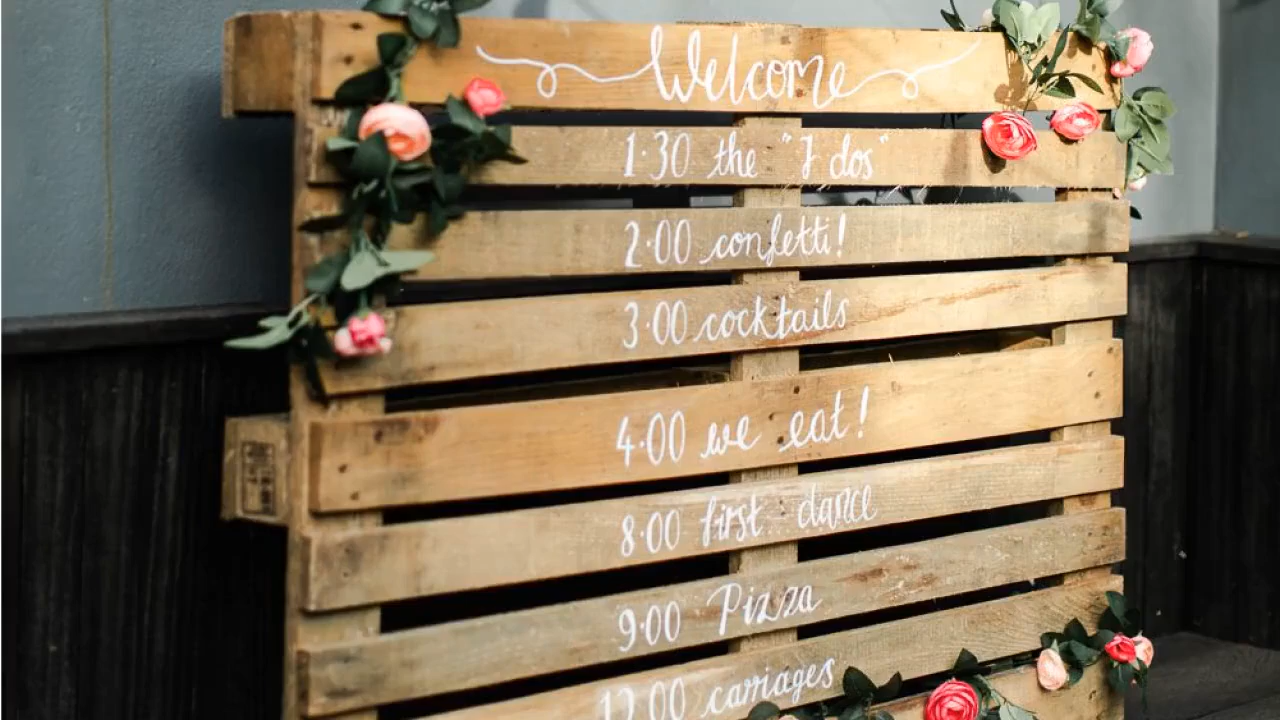 Welcome
1·30 the "I dos"
2·00 confetti!
3·00 cocktails
4·00 we eat!
8·00 first dance
9·00 Pizza
12.00 carriages